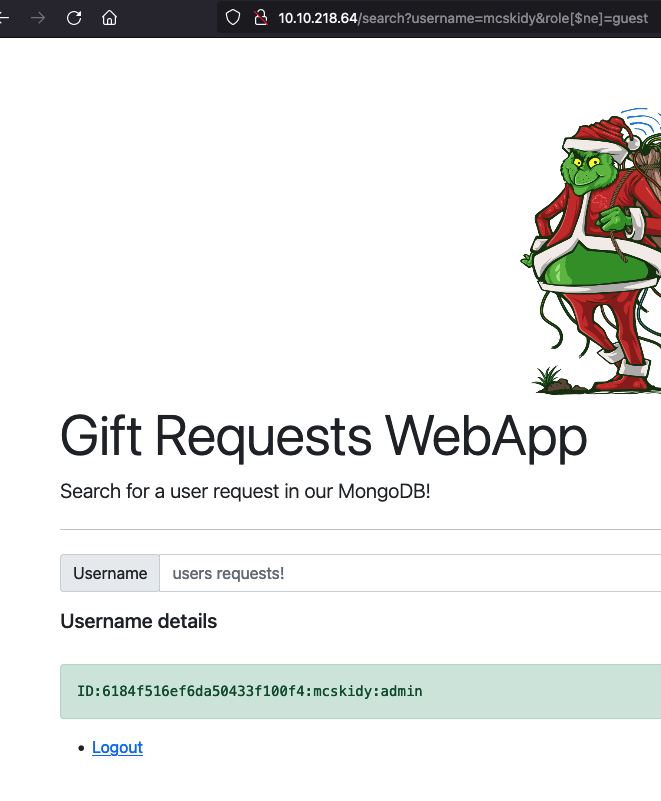 10.10.218.64/search?username=mcskidy&role[$ne]=guest
Gift Requests WebApp
Search for a user request in our MongoDB!
Username users requests!
Username details
ID:6184f516ef6da50433f100f4:mcskidy:admin
• Logout